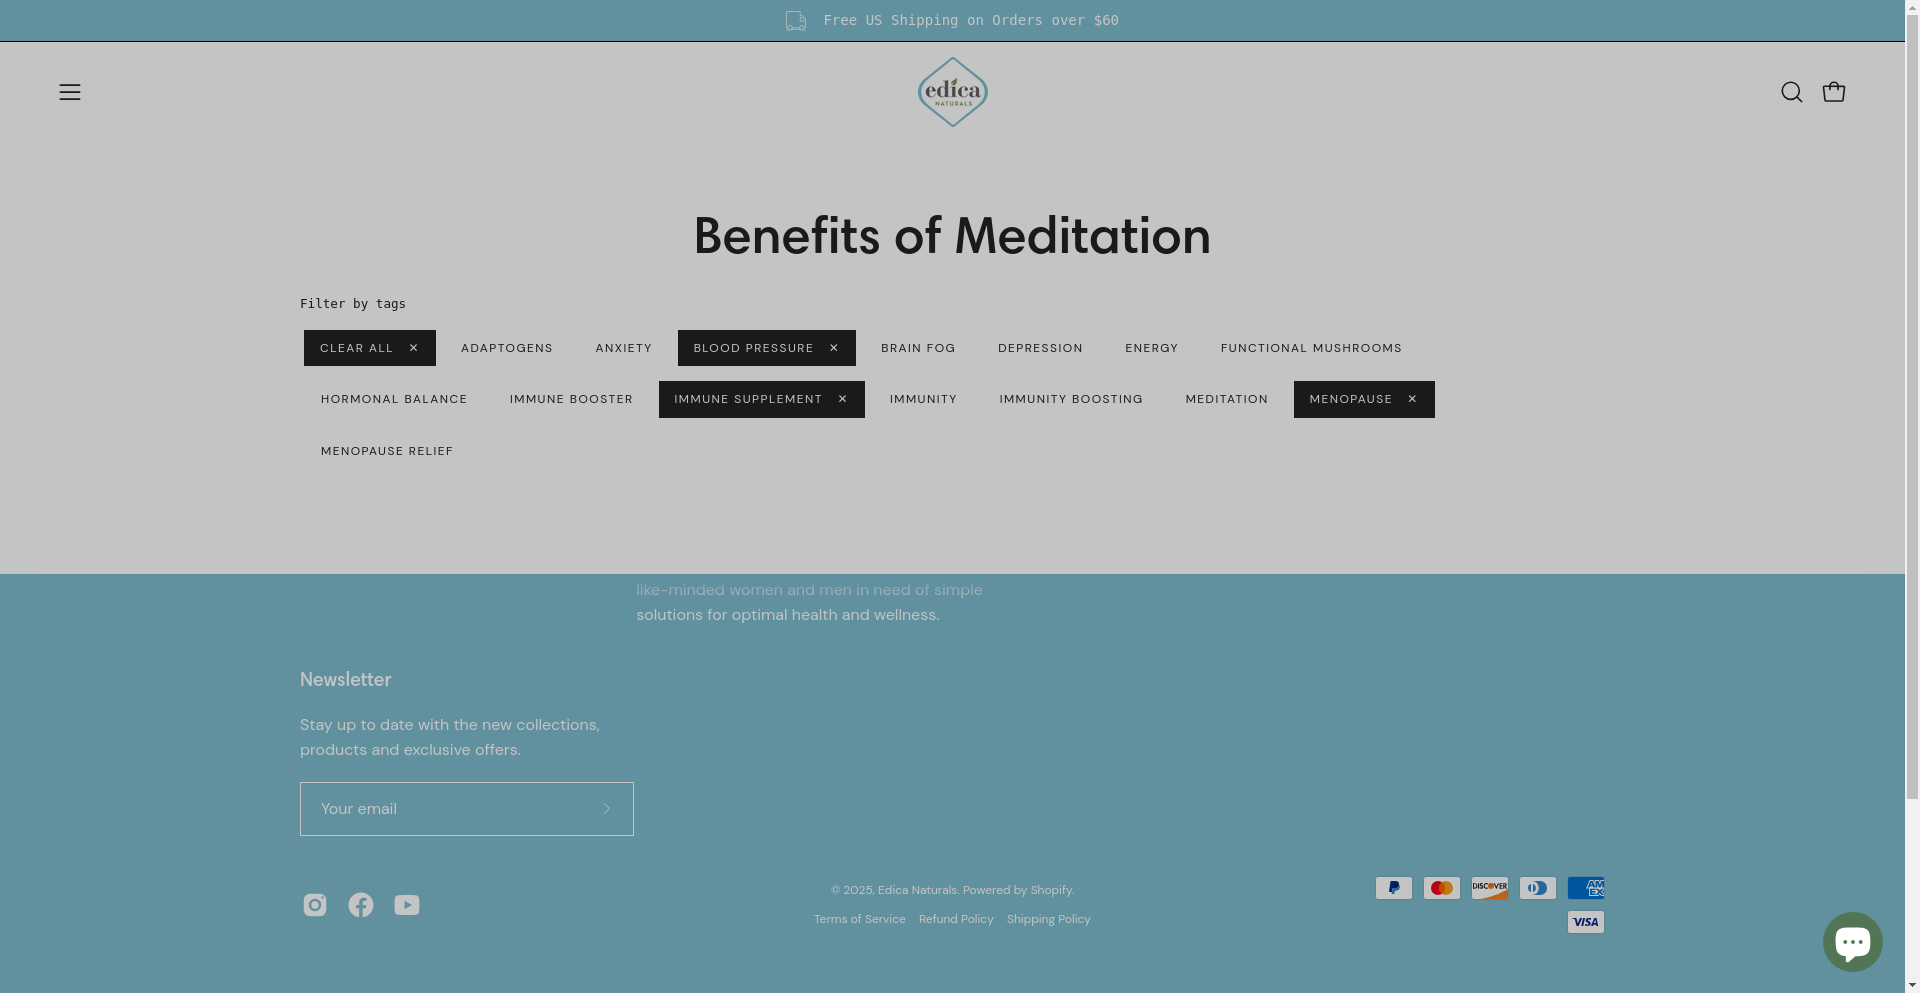 Free US Shipping on Orders over $60
edica
NATURALS
Benefits of Meditation
Filter by tags
CLEAR ALL ✕ ADAPTOGENS ANXIETY BLOOD PRESSURE ✕ BRAIN FOG DEPRESSION ENERGY FUNCTIONAL MUSHROOMS
HORMONAL BALANCE IMMUNE BOOSTER IMMUNE SUPPLEMENT ✕ IMMUNITY IMMUNITY BOOSTING MEDITATION MENOPAUSE ✕
MENOPAUSE RELIEF
like-minded women and men in need of simple
solutions for optimal health and wellness.
Newsletter
Stay up to date with the new collections,
products and exclusive offers.
Your email
© 2025, Edica Naturals. Powered by Shopify.
Terms of Service Refund Policy Shipping Policy
DISCOVER
AM
EX
VISA